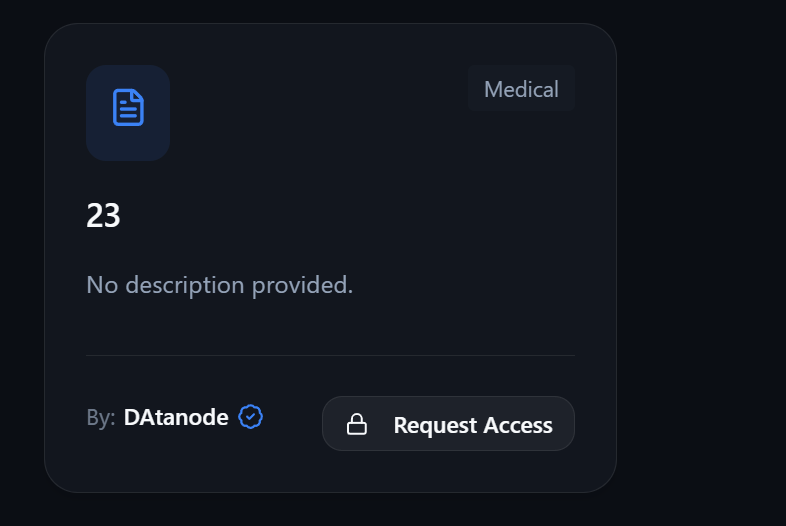 Medical
23
No description provided.
By: DAtanode
Request Access